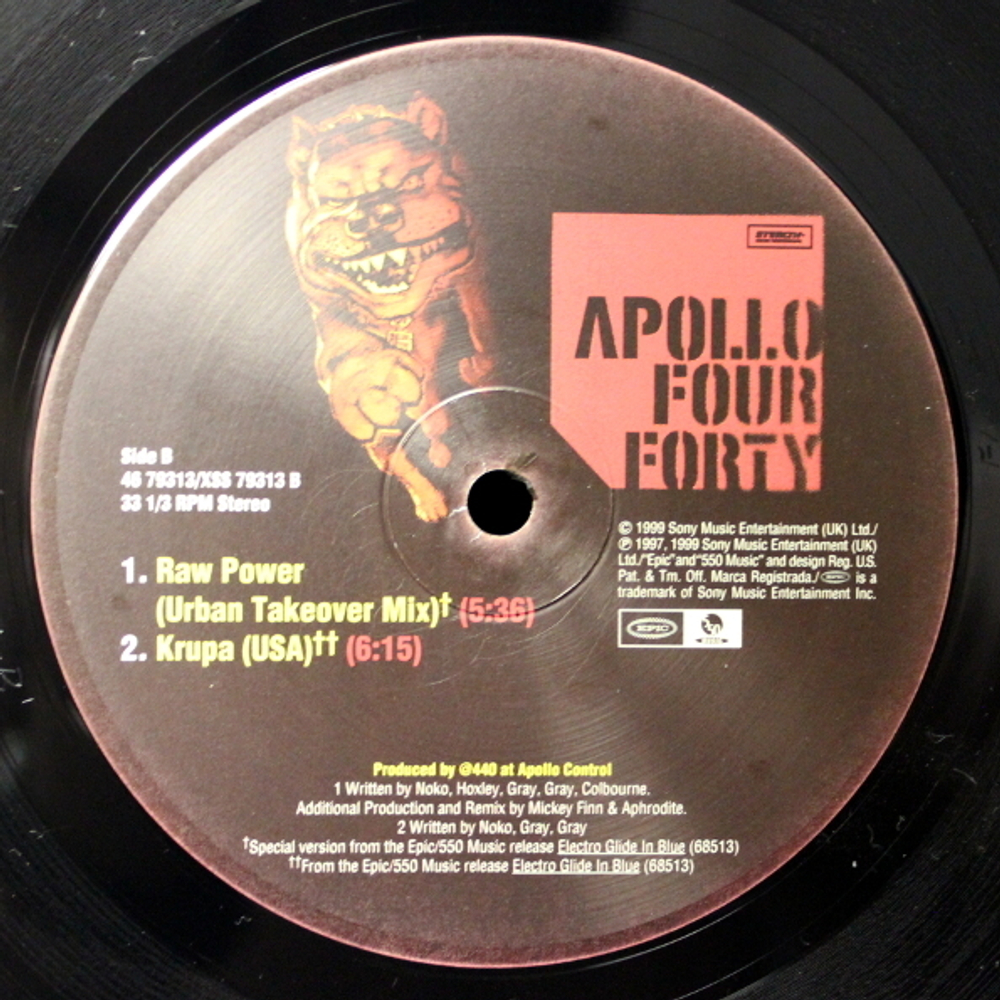 APOLLO
FOUR
FORTY
Side B
46 79313/XSS 79313 B
33 1/3 RPM Stereo
1. Raw Power
(Urban Takeover Mix)† (5:36)
2. Krupa (USA)†† (6:15)
© 1999 Sony Music Entertainment (UK) Ltd./
℗ 1997, 1999 Sony Music Entertainment (UK)
Ltd./"Epic" and "550 Music" and design Reg. U.S.
Pat. & Tm. Off. Marca Registrada./EPIC is a
trademark of Sony Music Entertainment Inc.
EPIC 550 MUSIC
Produced by @440 at Apollo Control
1 Written by Noko, Hoxley, Gray, Gray, Colbourne.
Additional Production and Remix by Mickey Finn & Aphrodite.
2 Written by Noko, Gray, Gray
†Special version from the Epic/550 Music release Electro Glide In Blue (68513)
††From the Epic/550 Music release Electro Glide In Blue (68513)